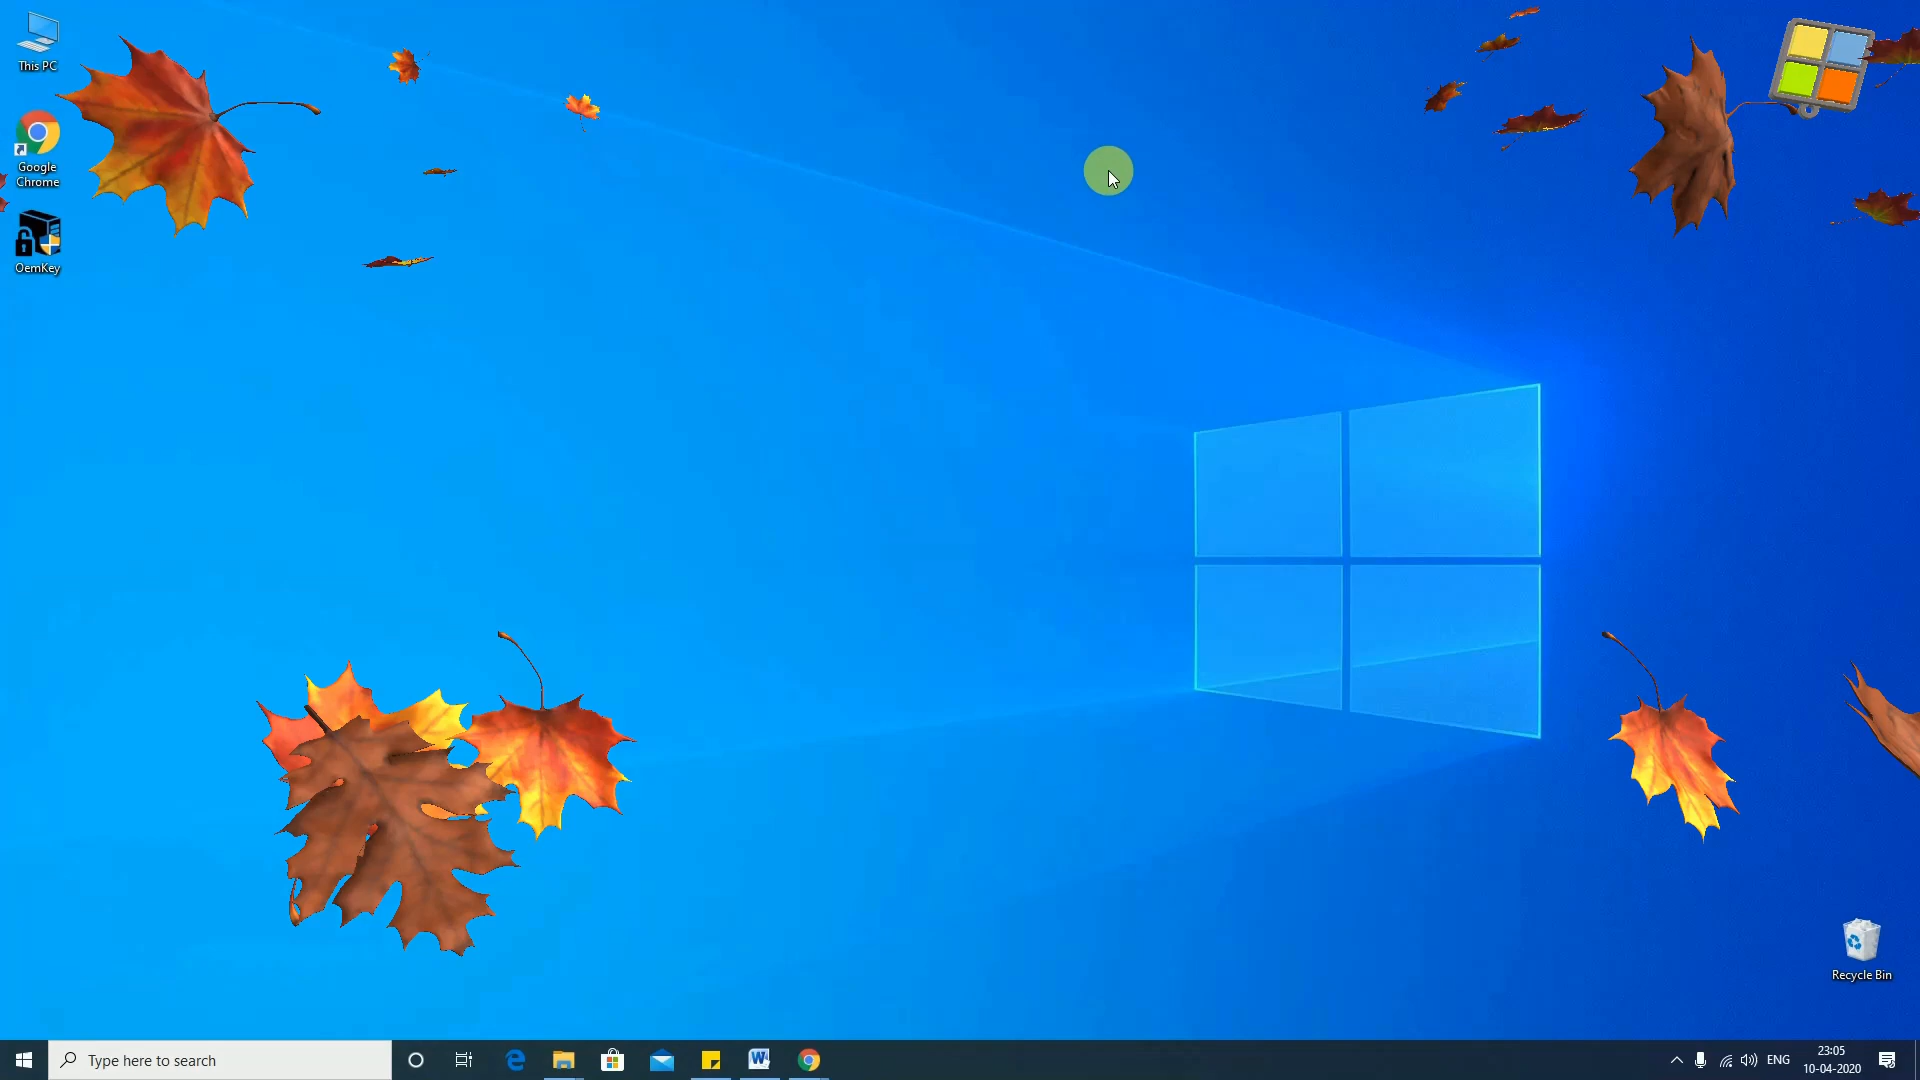 This PC
Google
Chrome
OemKey
Recycle Bin
Type here to search
ENG
23:05
10-04-2020